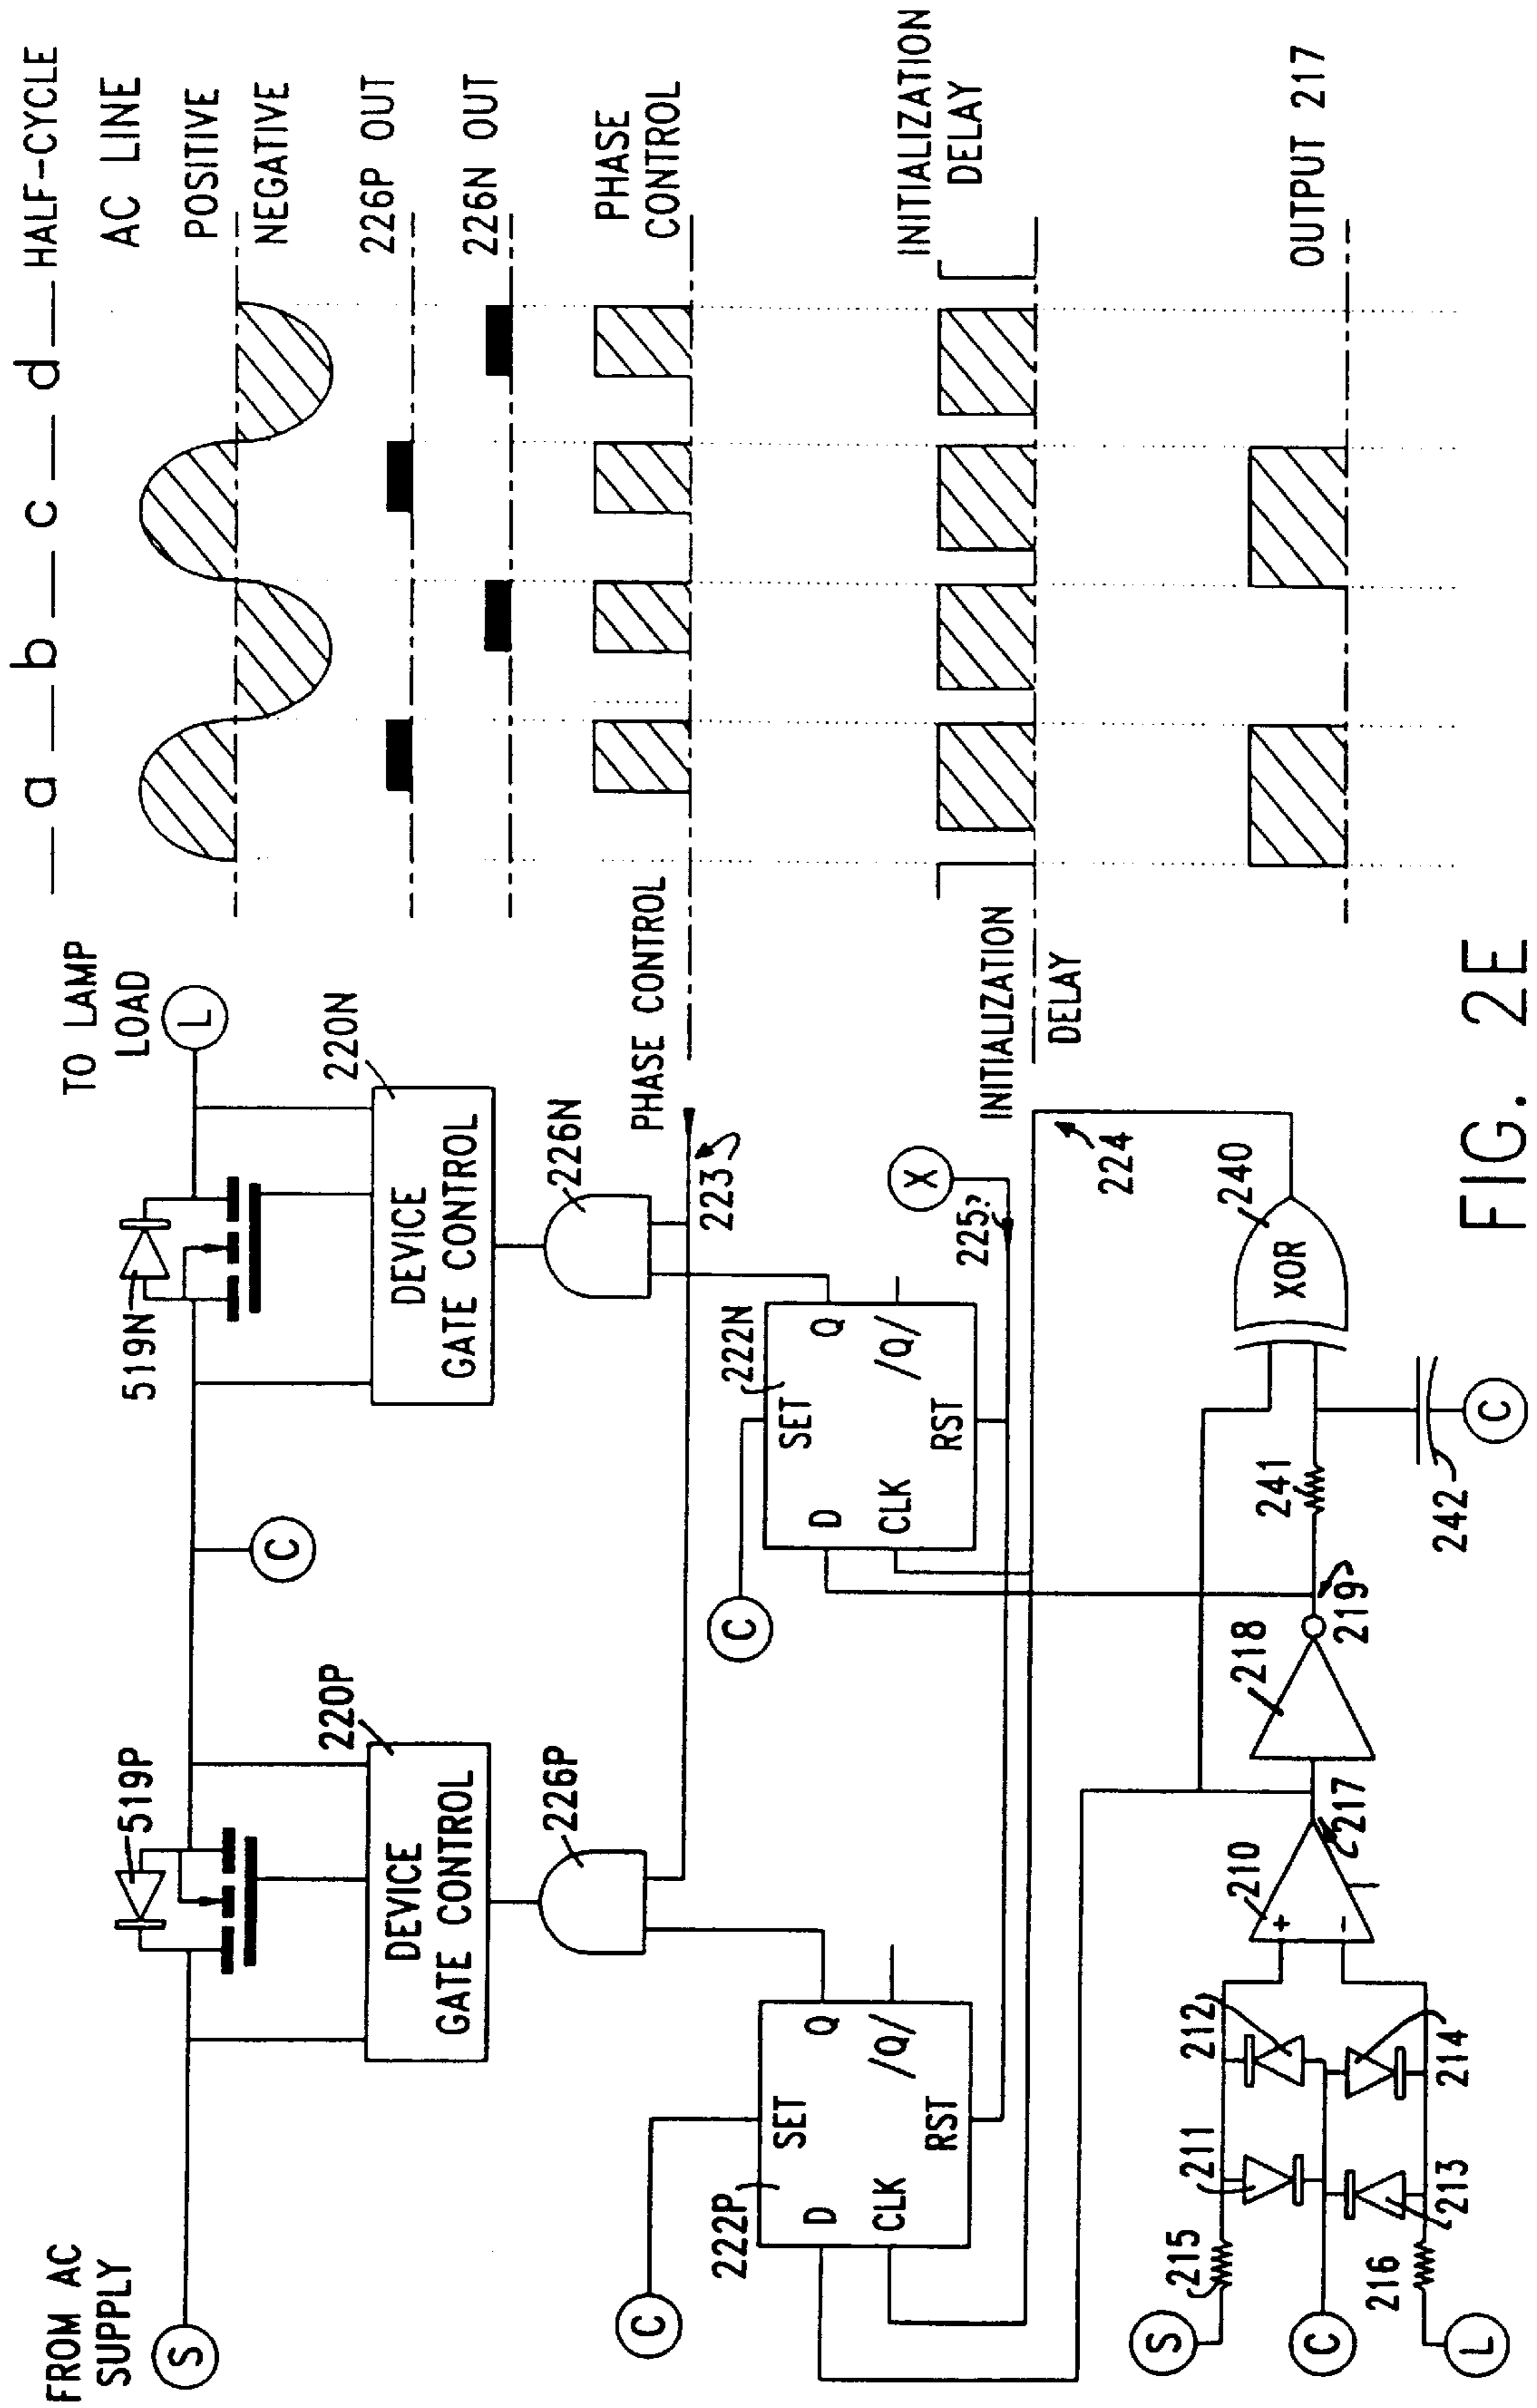 FROM AC
SUPPLY
S
519P
C
519N
TO LAMP
LOAD
L
220P
DEVICE
GATE CONTROL
220N
DEVICE
GATE CONTROL
226P
226N
PHASE CONTROL
223
C
222P
SET
D
Q
CLK
/Q/
RST
C
222N
SET
D
Q
CLK
/Q/
RST
X
225
INITIALIZATION
DELAY
224
S
215
211
212
C
216
213
214
L
210
+
-
217
218
219
241
242
C
XOR
240
a b c d HALF-CYCLE
AC LINE
POSITIVE
NEGATIVE
226P OUT
226N OUT
PHASE
CONTROL
INITIALIZATION
DELAY
OUTPUT 217
FIG. 2E